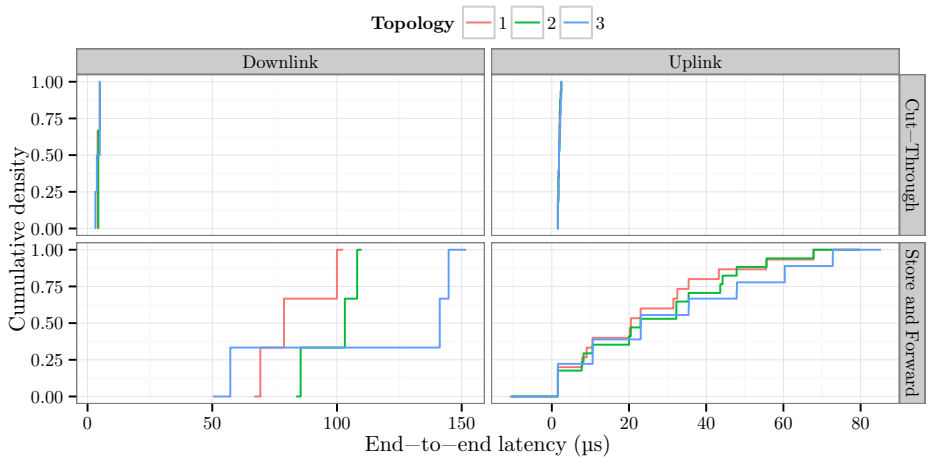 Topology 1 2 3
Downlink Uplink
1.00
0.75
0.50
0.25
0.00
Cut−Through
1.00
0.75
0.50
0.25
0.00
Store and Forward
Cumulative density
0 50 100 150 0 20 40 60 80
End−to−end latency (µs)